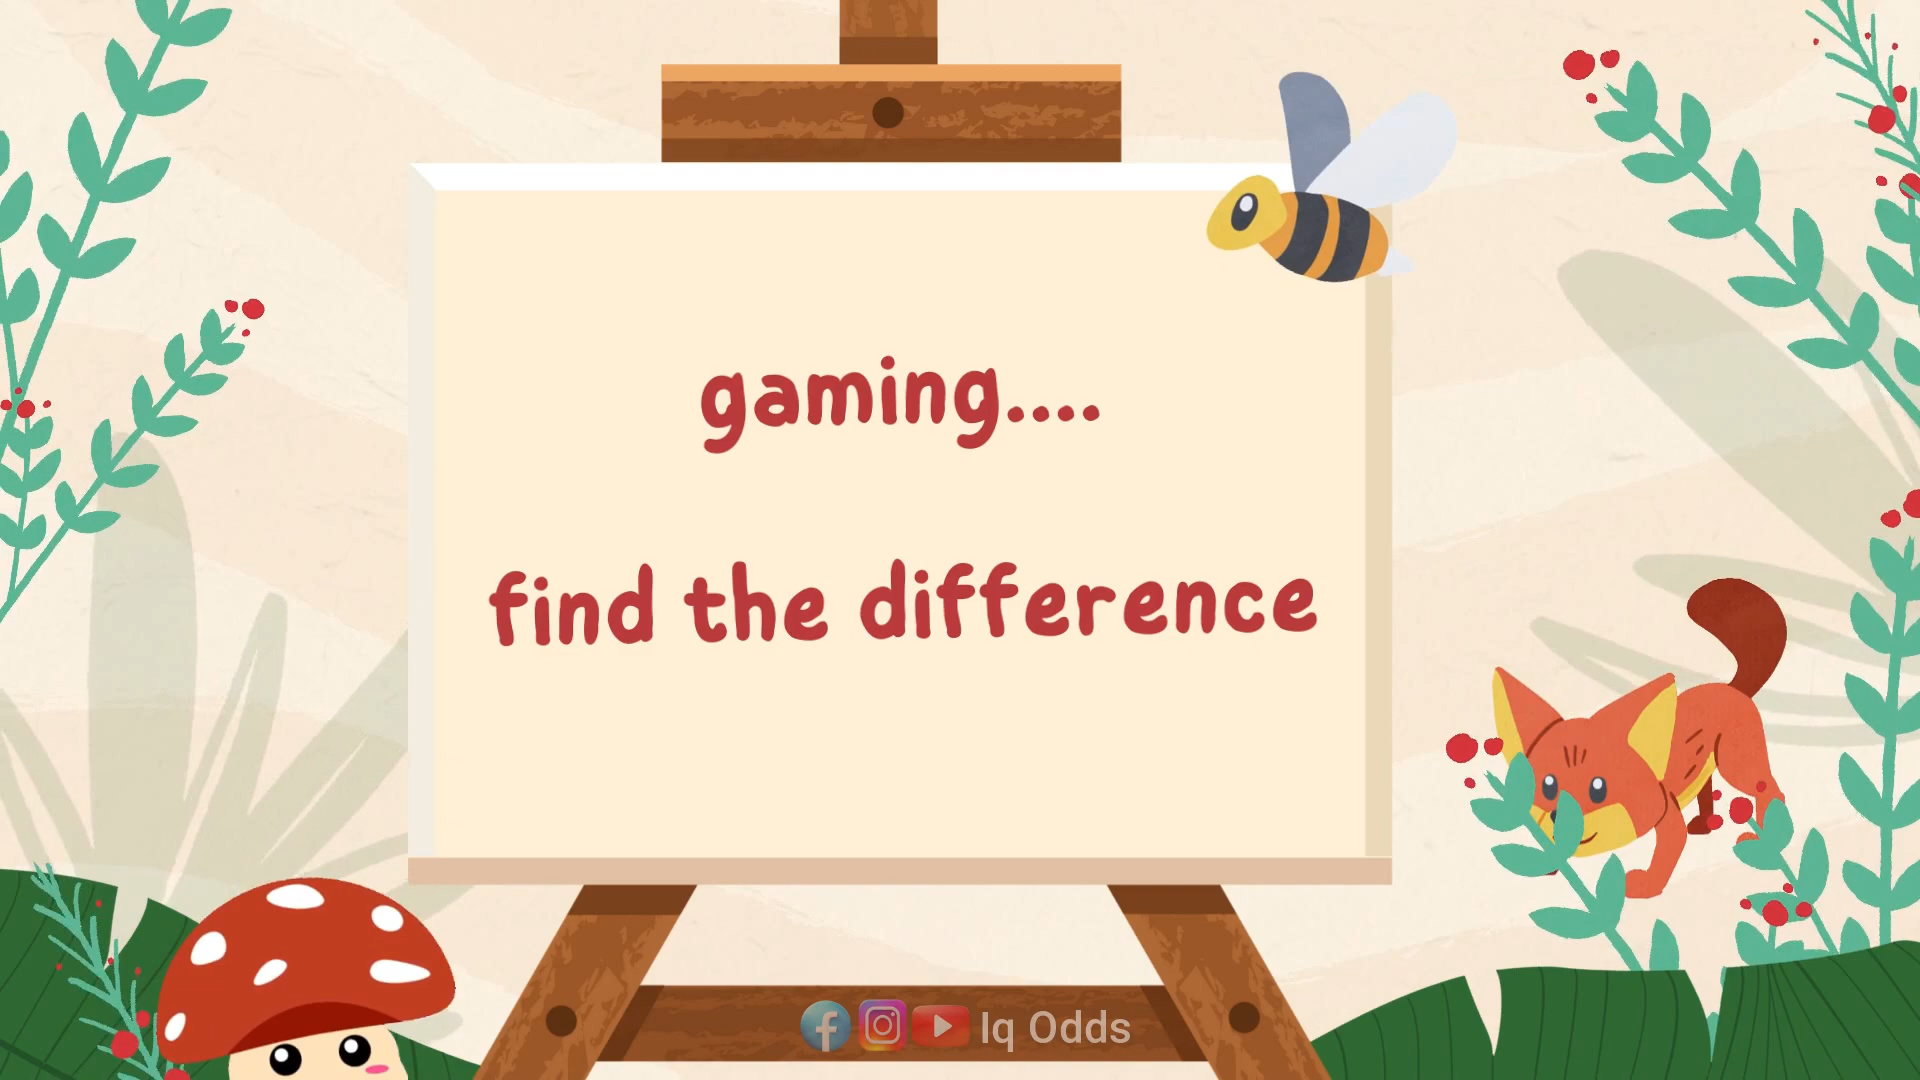 gaming....
find the difference
Iq Odds